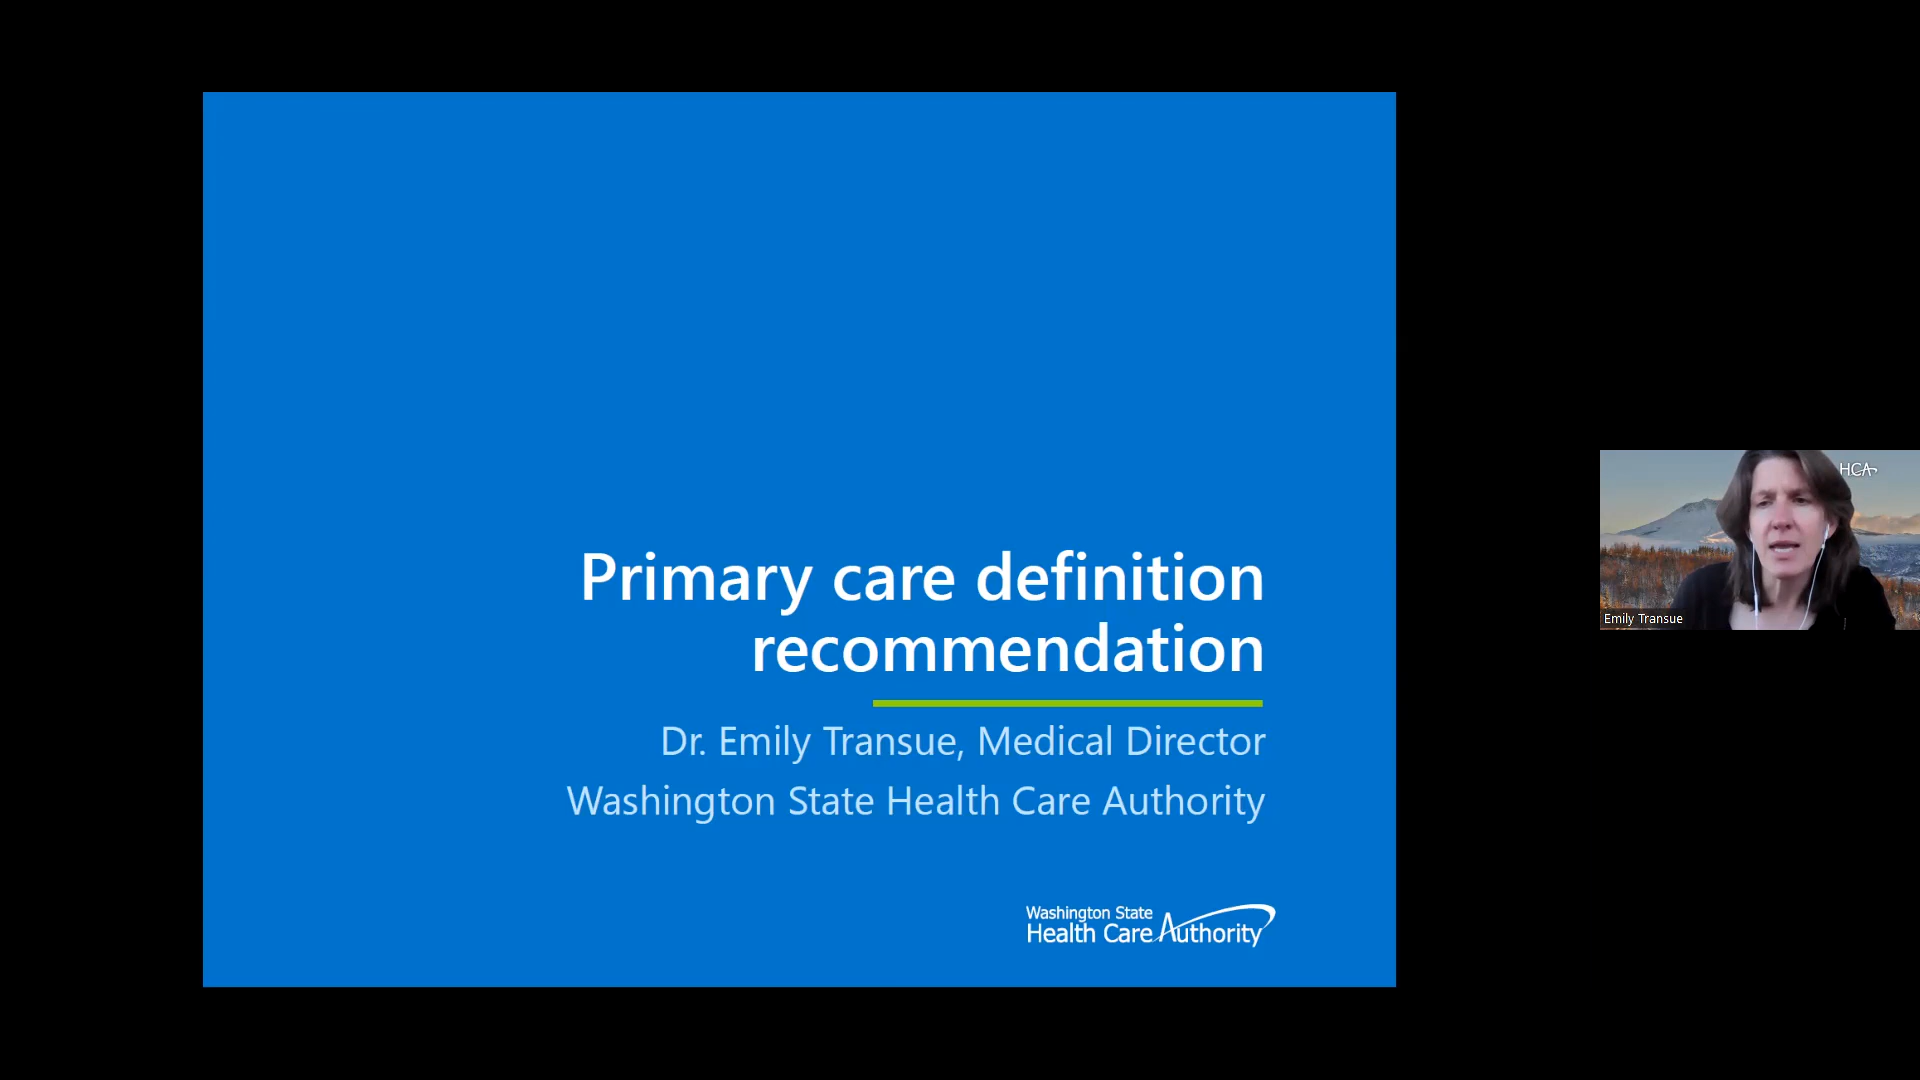 Primary care definition
recommendation
Dr. Emily Transue, Medical Director
Washington State Health Care Authority
Washington State
Health Care Authority
HCA
Emily Transue